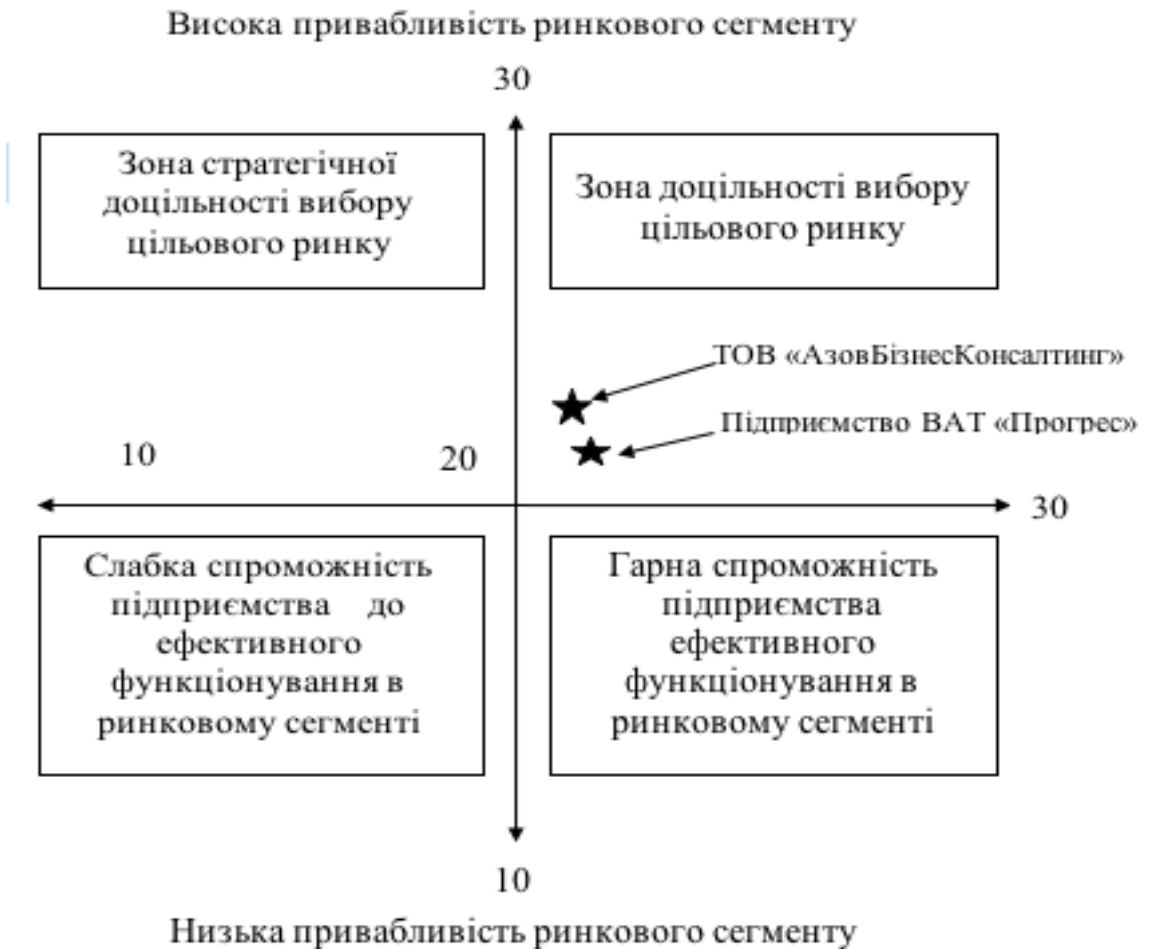 Висока привабливість ринкового сегменту
30
Зона стратегічної
доцільності вибору
цільового ринку
Зона доцільності вибору
цільового ринку
ТОВ «АзовБізнесКонсалтинг»
Підприємство ВАТ «Прогрес»
10
20
30
Слабка спроможність
підприємства до
ефективного
функціонування в
ринковому сегменті
Гарна спроможність
підприємства
ефективного
функціонування в
ринковому сегменті
10
Низька привабливість ринкового сегменту